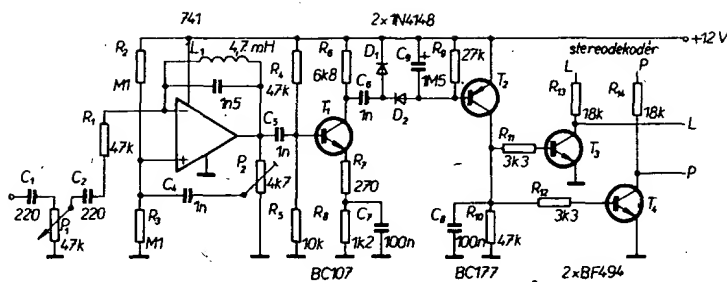 741
2×1N4148
+12V
R2
M1
L1
4,7 mH
R4
47k
R6
6k8
D1
C9
1M5
R9
27k
T2
stereodekodér
L
P
R13
18k
R14
18k
1n5
C6
1n
D2
T1
R1
47k
C5
1n
R11
3k3
T3
L
C1
220
C2
220
C4
1n
P2
4k7
R7
270
P
P1
47k
R3
M1
R5
10k
R8
1k2
C7
100n
C8
100n
R10
47k
R12
3k3
T4
BC107
BC177
2×BF494